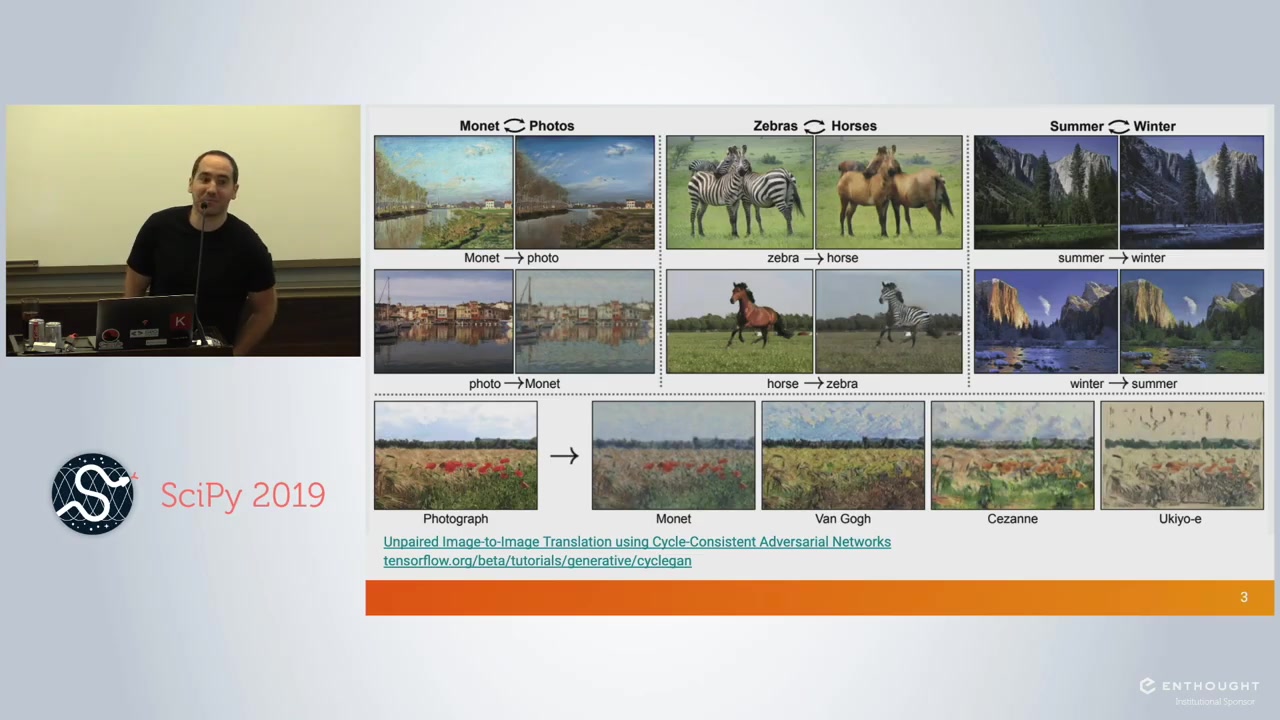 Monet Photos
Zebras Horses
Summer Winter
Monet → photo
zebra → horse
summer → winter
photo → Monet
horse → zebra
winter → summer
Photograph
Monet
Van Gogh
Cezanne
Ukiyo-e
Unpaired Image-to-Image Translation using Cycle-Consistent Adversarial Networks
tensorflow.org/beta/tutorials/generative/cyclegan
3
K
SciPy 2019
ENTHOUGHT
Institutional Sponsor